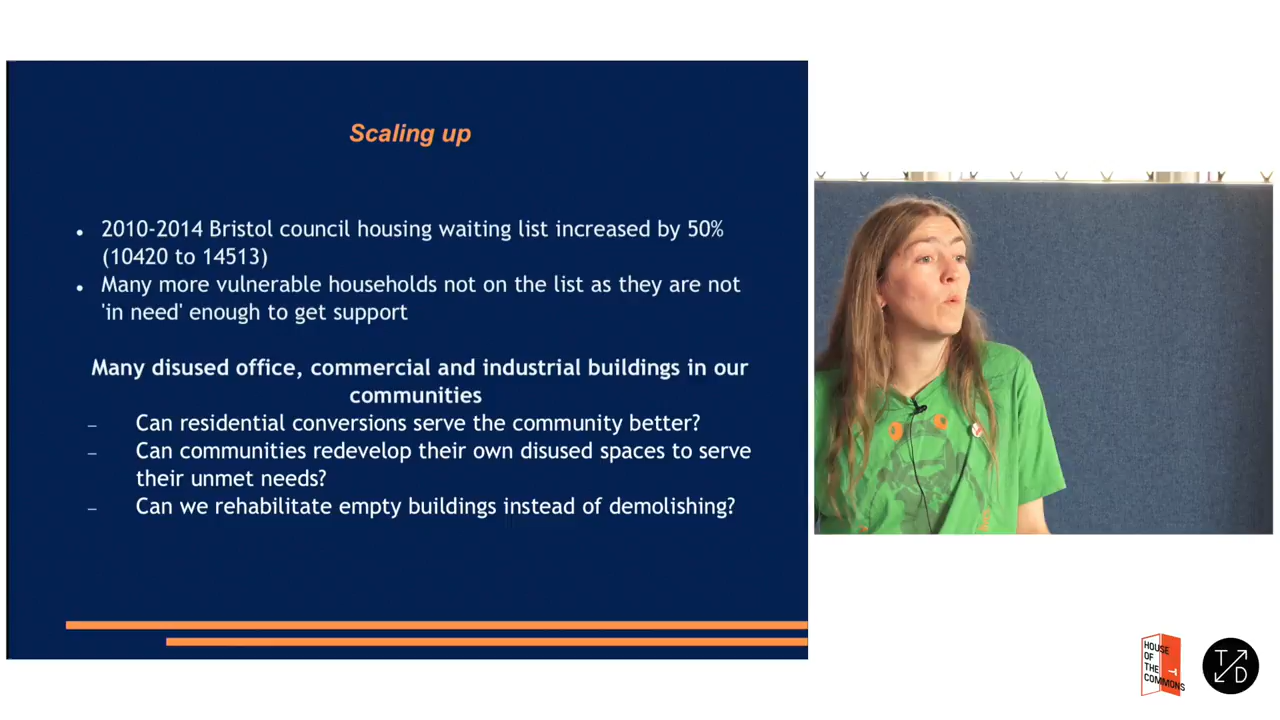 Scaling up
• 2010-2014 Bristol council housing waiting list increased by 50%
(10420 to 14513)
• Many more vulnerable households not on the list as they are not
'in need' enough to get support
Many disused office, commercial and industrial buildings in our
communities
– Can residential conversions serve the community better?
– Can communities redevelop their own disused spaces to serve
their unmet needs?
– Can we rehabilitate empty buildings instead of demolishing?
HOUSE
OF
THE
COMMONS
T
D